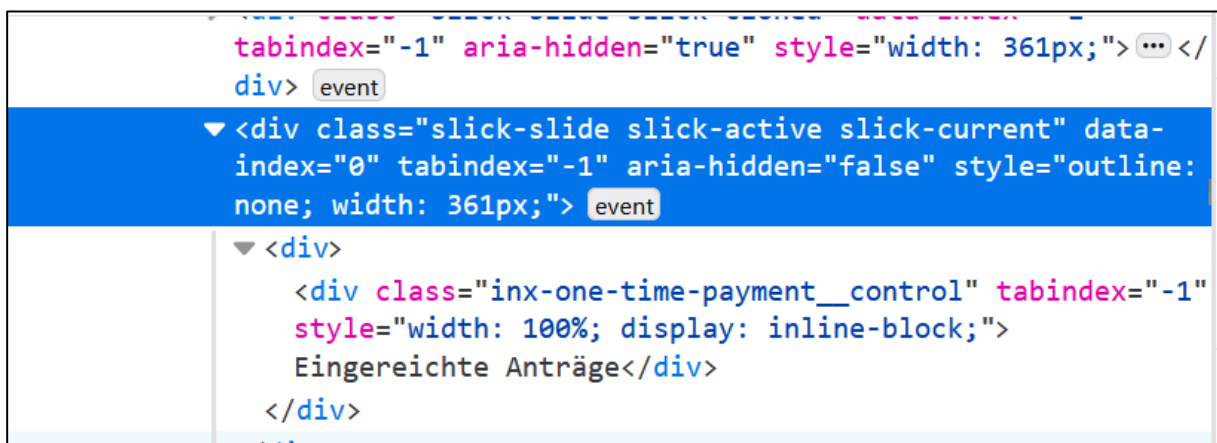 tabindex="-1" aria-hidden="true" style="width: 361px;"> ··· </
div> event
<div class="slick-slide slick-active slick-current" data-
index="0" tabindex="-1" aria-hidden="false" style="outline:
none; width: 361px;"> event
<div>
<div class="inx-one-time-payment__control" tabindex="-1"
style="width: 100%; display: inline-block;">
Eingereichte Anträge</div>
</div>